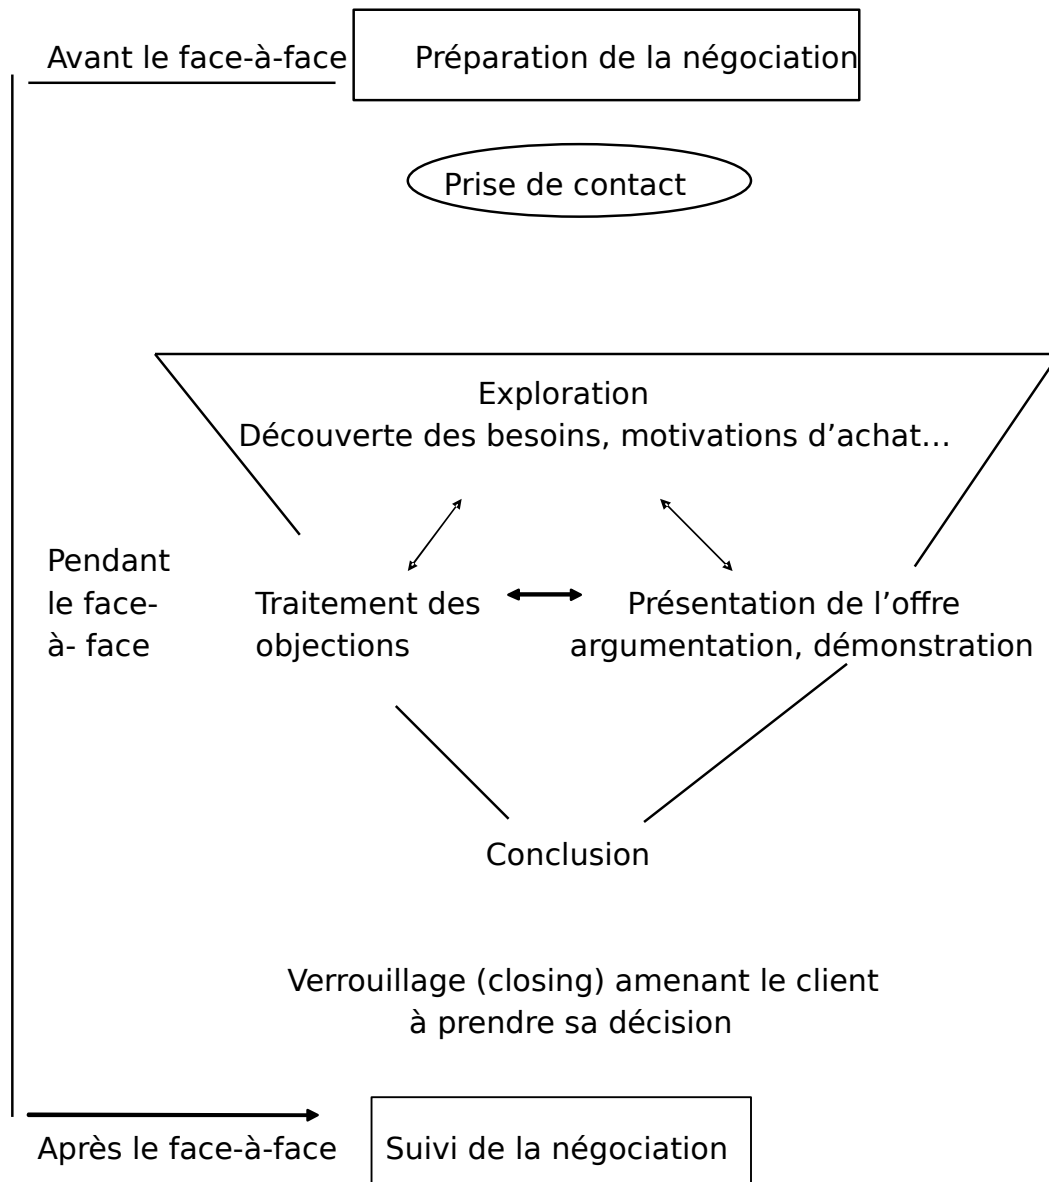 Avant le face-à-face
Préparation de la négociation
Prise de contact
Exploration
Découverte des besoins, motivations d’achat…
Pendant
le face-
à- face
Traitement des
objections
Présentation de l’offre
argumentation, démonstration
Conclusion
Verrouillage (closing) amenant le client
à prendre sa décision
Après le face-à-face
Suivi de la négociation